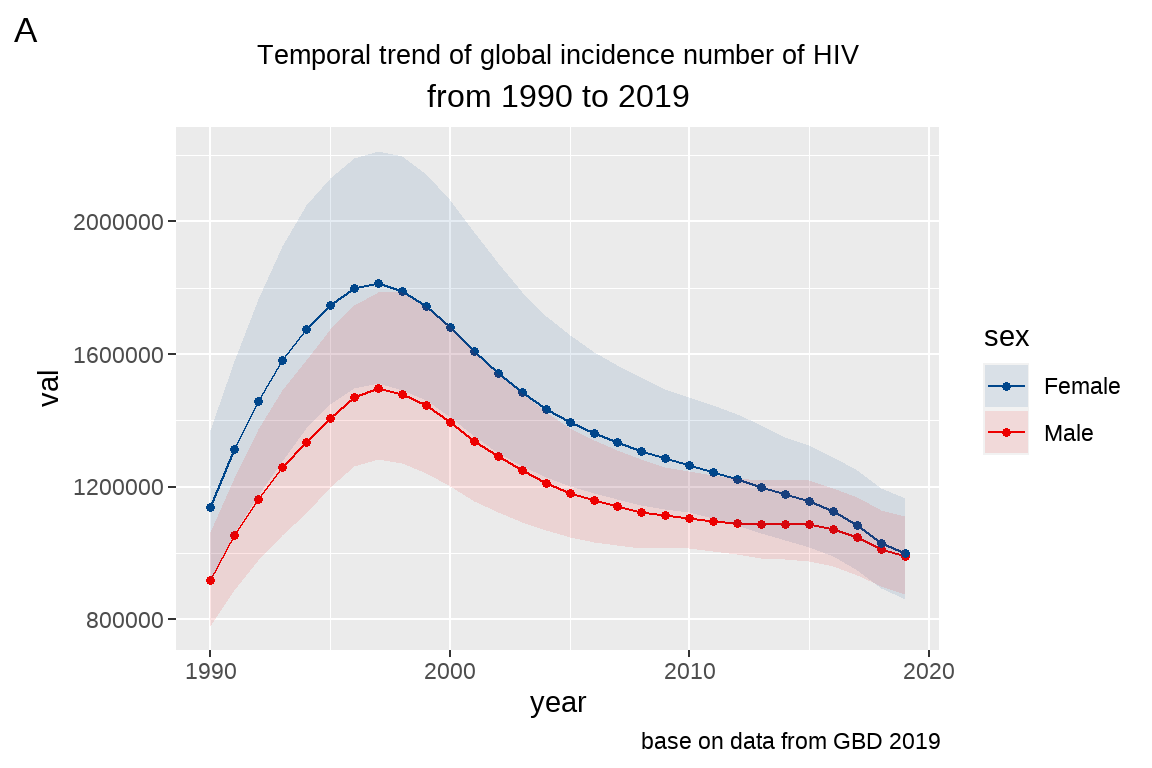 A
Temporal trend of global incidence number of HIV
from 1990 to 2019
val
2000000
1600000
1200000
800000
1990 2000 2010 2020
year
sex
Female
Male
base on data from GBD 2019